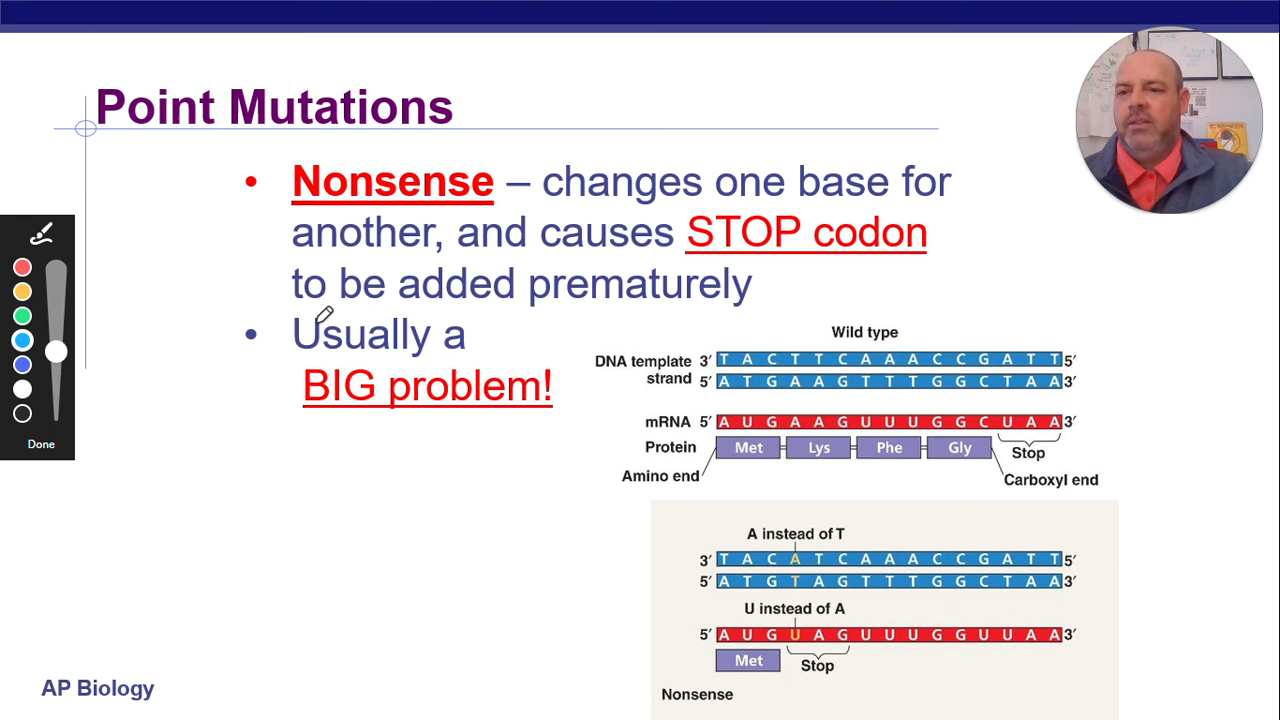 Point Mutations
• Nonsense – changes one base for
another, and causes STOP codon
to be added prematurely
• Usually a
BIG problem!
Wild type
DNA template
strand
3′ T A C T T C A A A C C G A T T 5′
5′ A T G A A G T T T G G C T A A 3′
mRNA 5′ A U G A A G U U U G G C U A A 3′
Protein Met Lys Phe Gly Stop
Amino end Carboxyl end
A instead of T
3′ T A C A T C A A A C C G A T T 5′
5′ A T G T A G T T T G G C T A A 3′
U instead of A
5′ A U G U A G U U U G G U U A A 3′
Met Stop
Nonsense
Done
AP Biology